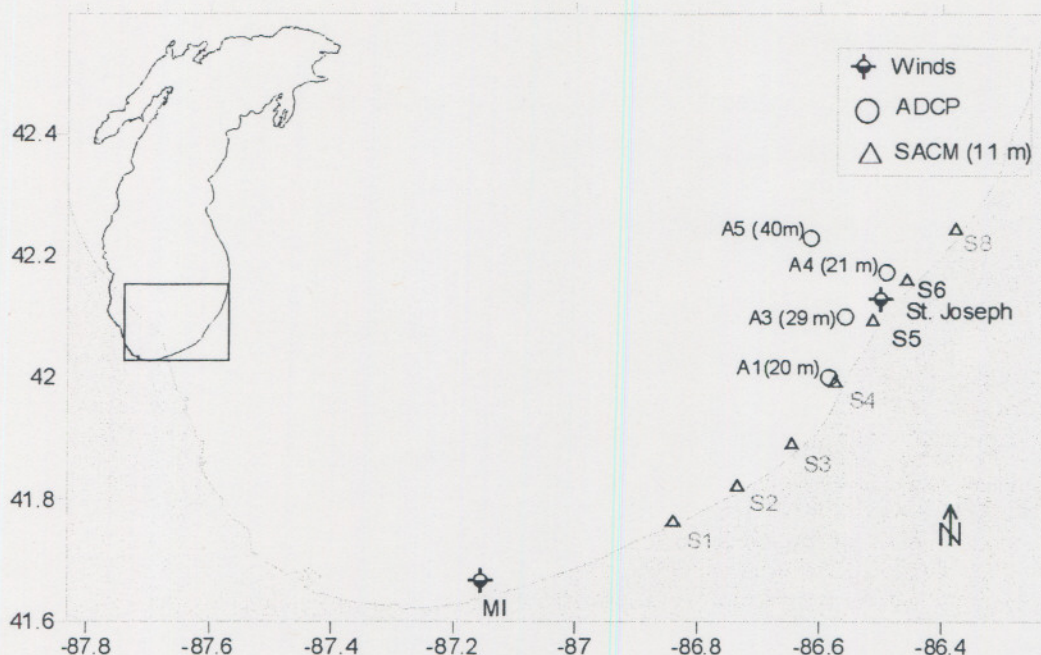 Winds
ADCP
SACM (11 m)
42.4
42.2
42
41.8
41.6
A5 (40m)
S8
A4 (21 m)
S6
St. Joseph
A3 (29 m)
S5
A1(20 m)
S4
S3
S2
S1
N
MI
-87.8
-87.6
-87.4
-87.2
-87
-86.8
-86.6
-86.4